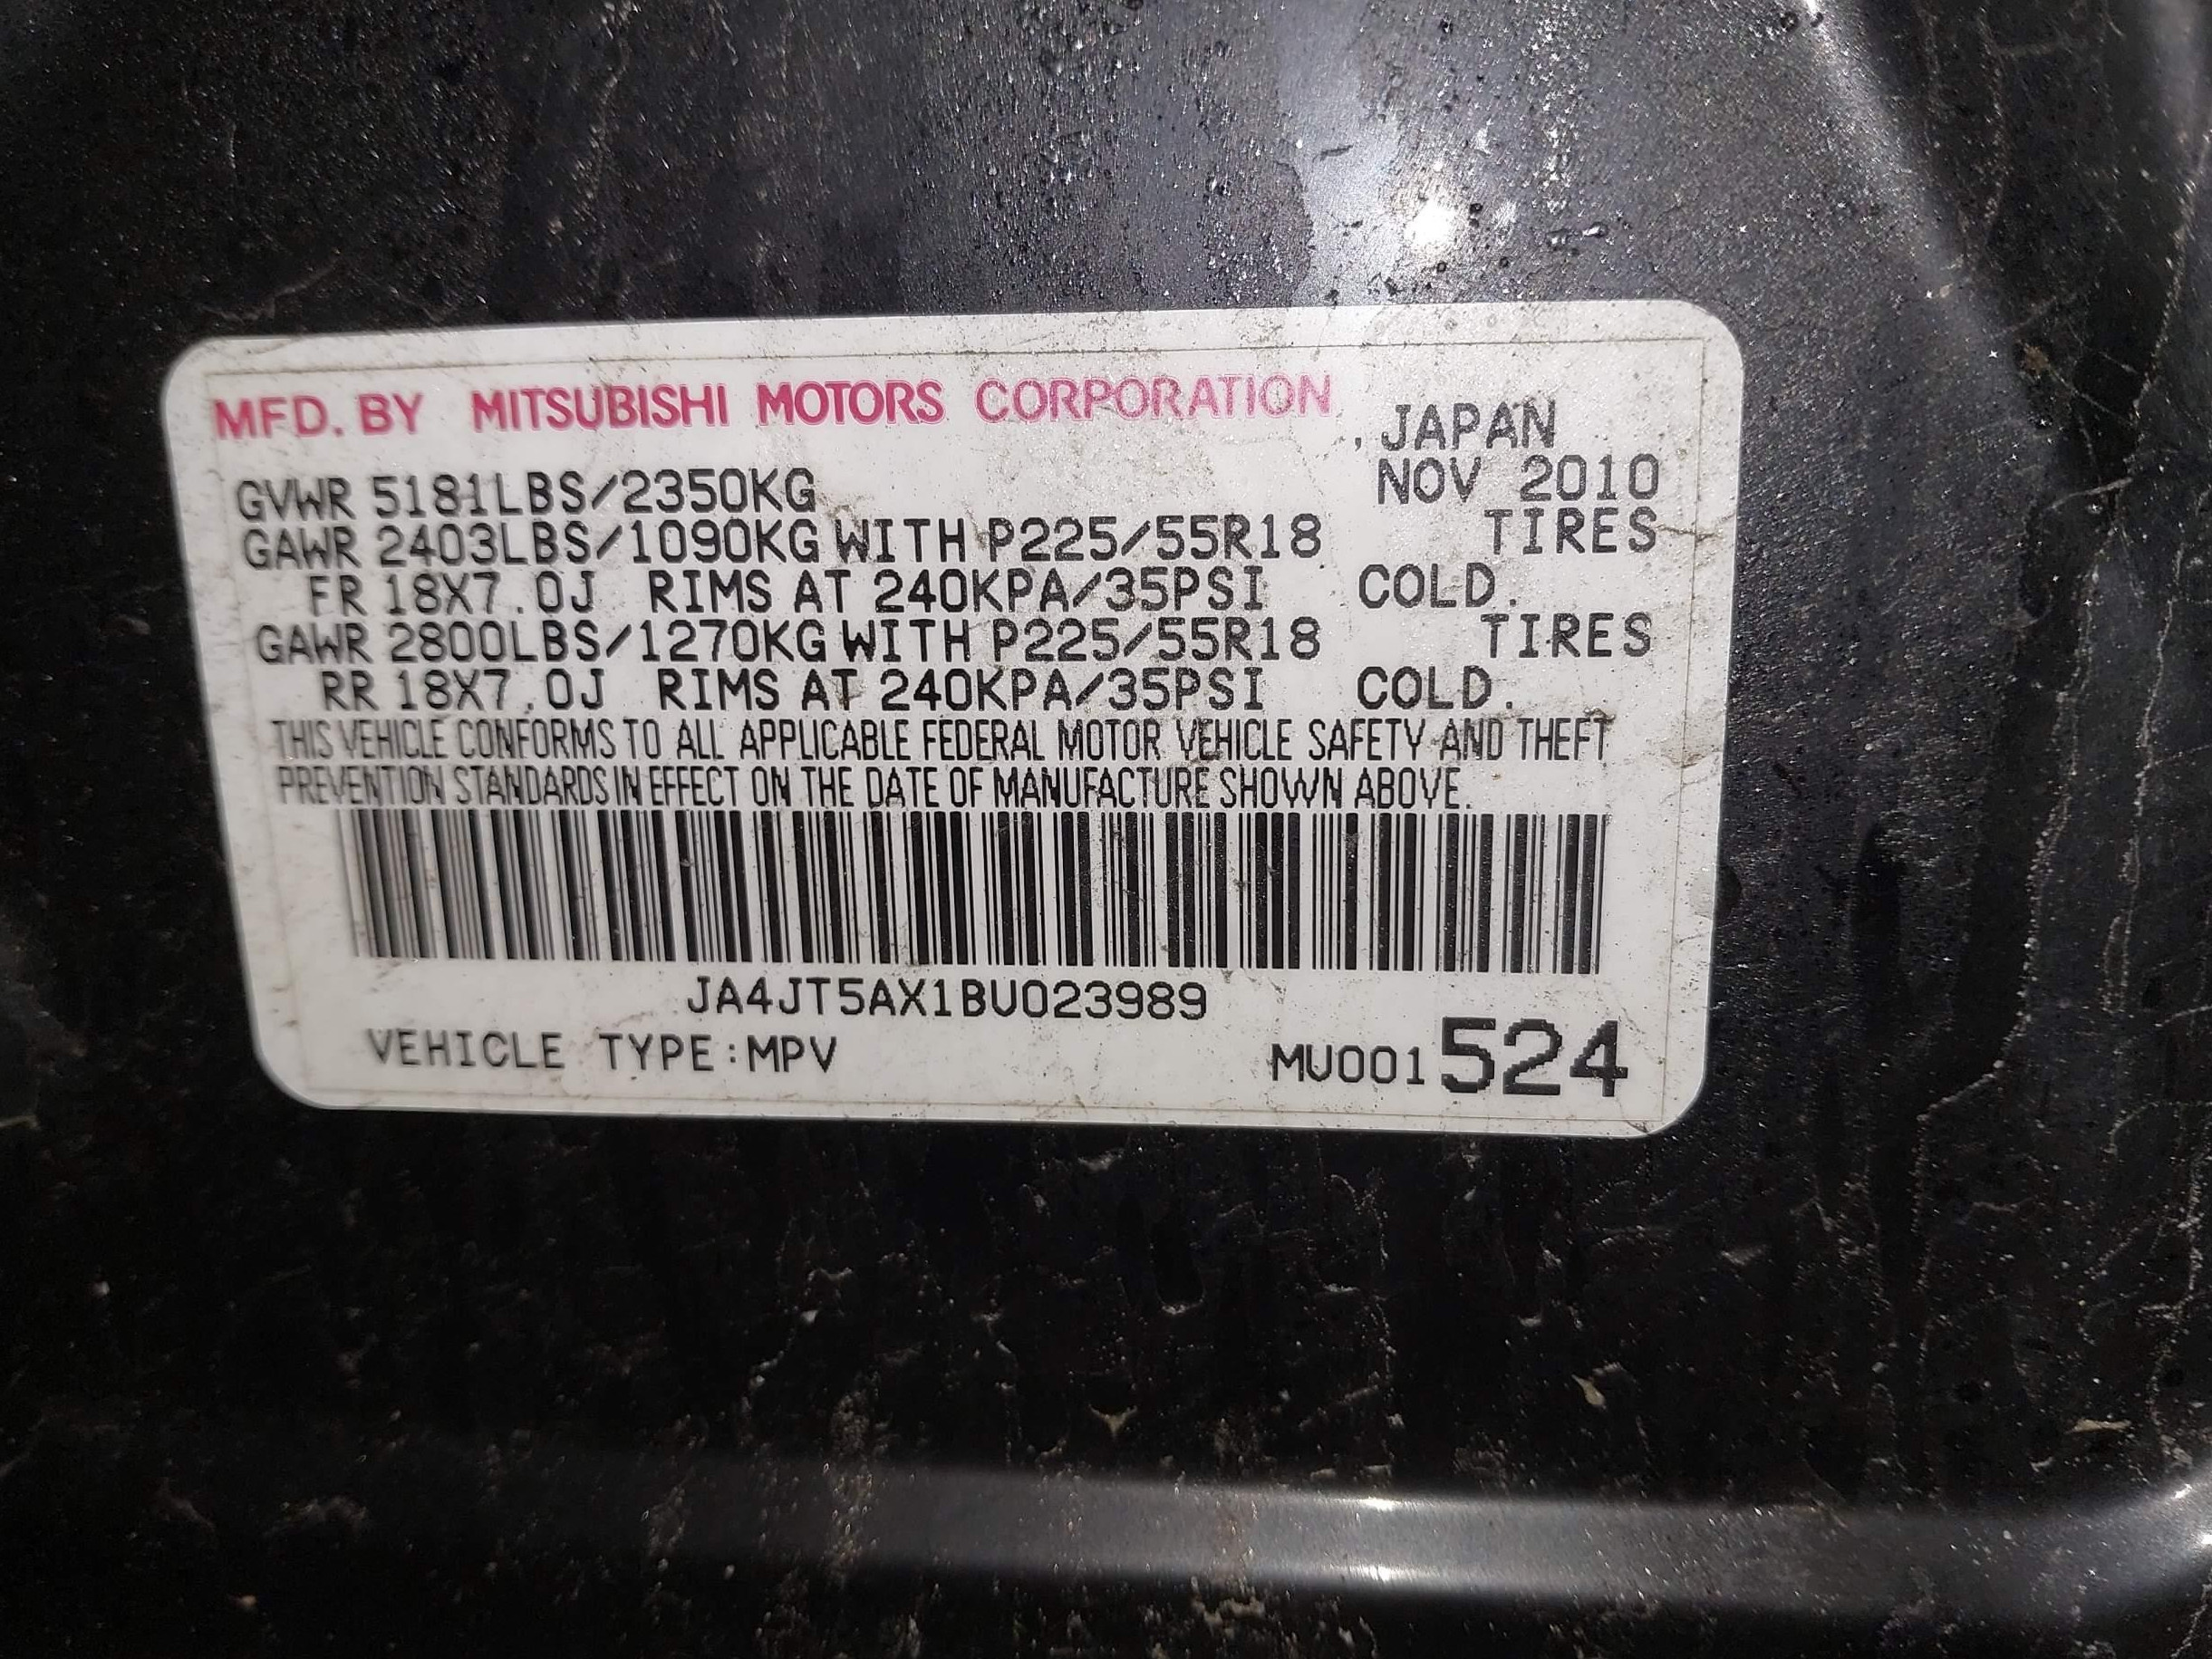 MFD. BY MITSUBISHI MOTORS CORPORATION, JAPAN
GVWR 5181LBS/2350KG NOV 2010
GAWR 2403LBS/1090KG WITH P225/55R18 TIRES
FR 18X7.0J RIMS AT 240KPA/35PSI COLD.
GAWR 2800LBS/1270KG WITH P225/55R18 TIRES
RR 18X7.0J RIMS AT 240KPA/35PSI COLD.
THIS VEHICLE CONFORMS TO ALL APPLICABLE FEDERAL MOTOR VEHICLE SAFETY AND THEFT
PREVENTION STANDARDS IN EFFECT ON THE DATE OF MANUFACTURE SHOWN ABOVE.
JA4JT5AX1BU023989
VEHICLE TYPE:MPV MU001524